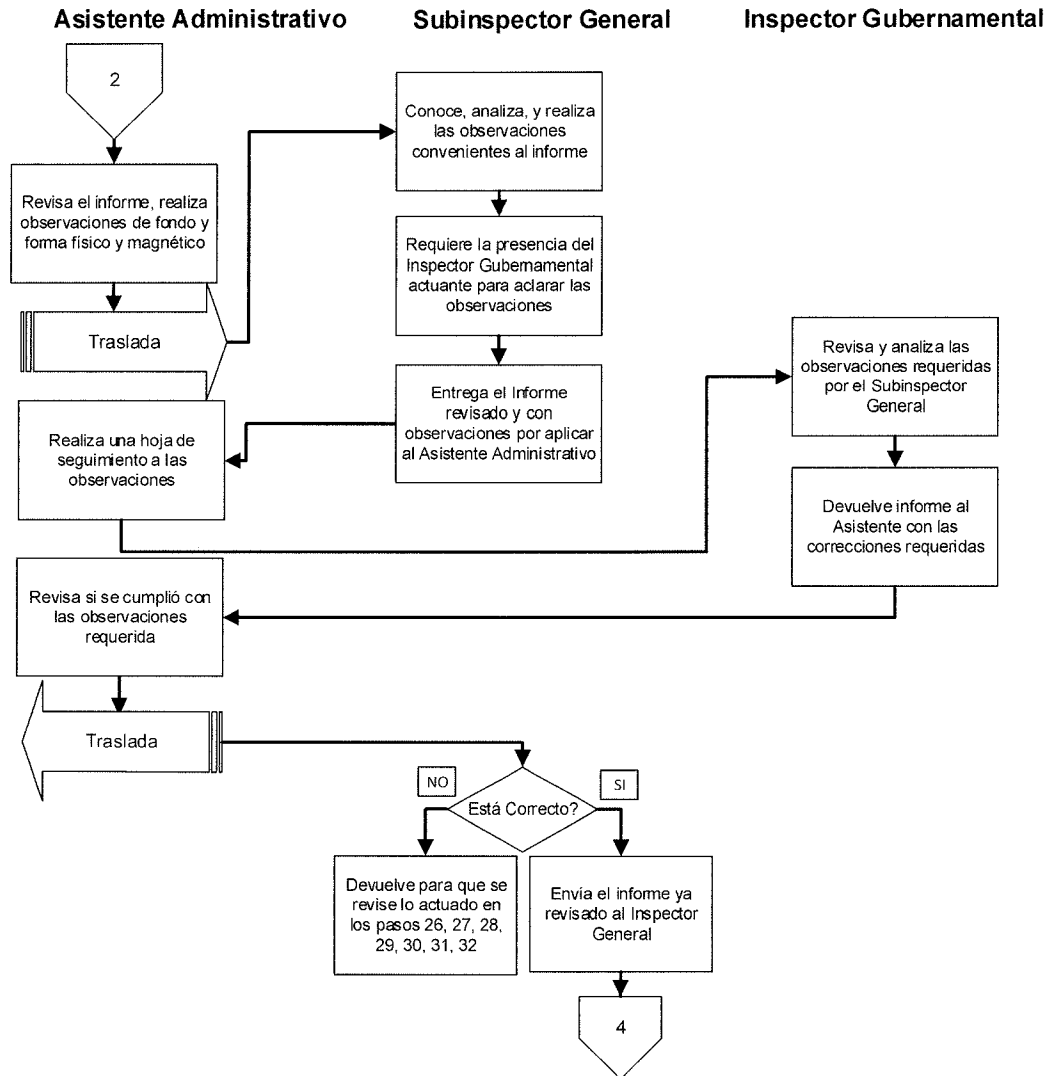 Asistente Administrativo
Subinspector General
Inspector Gubernamental
2
Revisa el informe, realiza
observaciones de fondo y
forma físico y magnético
Traslada
Conoce, analiza, y realiza
las observaciones
convenientes al informe
Requiere la presencia del
Inspector Gubernamental
actuante para aclarar las
observaciones
Entrega el Informe
revisado y con
observaciones por aplicar
al Asistente Administrativo
Realiza una hoja de
seguimiento a las
observaciones
Revisa y analiza las
observaciones requeridas
por el Subinspector
General
Devuelve informe al
Asistente con las
correcciones requeridas
Revisa si se cumplió con
las observaciones
requerida
Traslada
NO
SI
Está Correcto?
Devuelve para que se
revise lo actuado en
los pasos 26, 27, 28,
29, 30, 31, 32
Envía el informe ya
revisado al Inspector
General
4